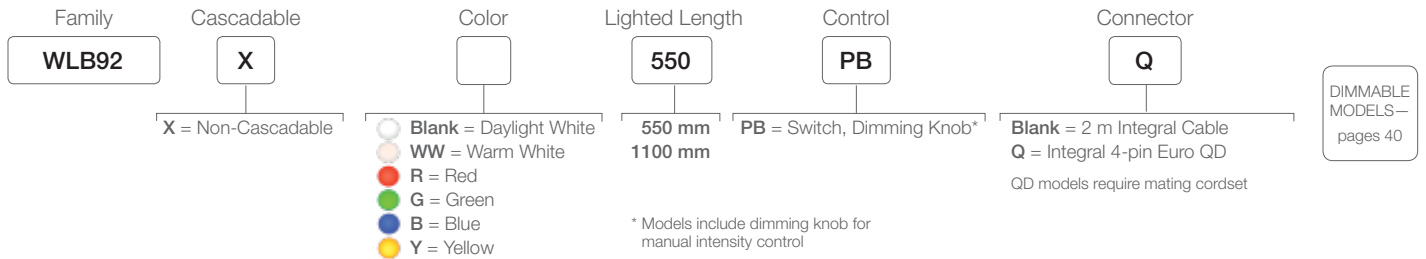 Family
Cascadable
Color
Lighted Length
Control
Connector
WLB92
X
550
PB
Q
X = Non-Cascadable
Blank = Daylight White
WW = Warm White
R = Red
G = Green
B = Blue
Y = Yellow
550 mm
1100 mm
PB = Switch, Dimming Knob*
* Models include dimming knob for
manual intensity control
Blank = 2 m Integral Cable
Q = Integral 4-pin Euro QD
QD models require mating cordset
DIMMABLE
MODELS—
pages 40